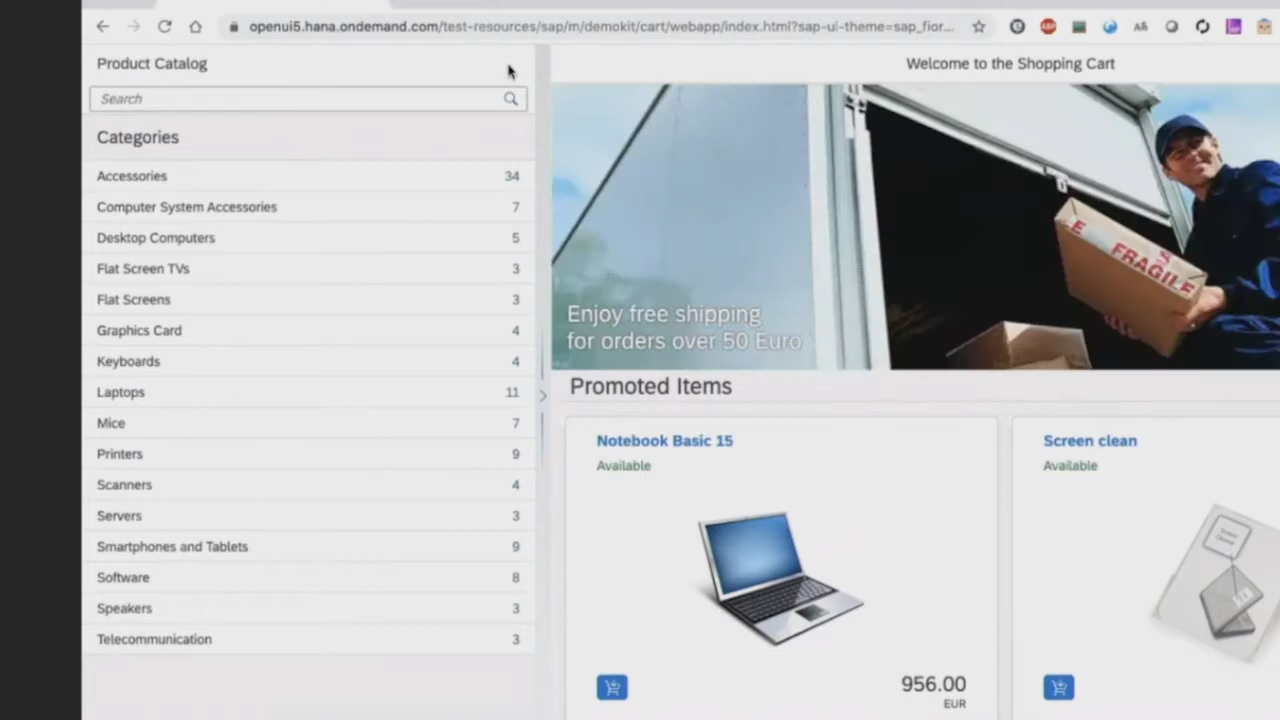 openui5.hana.ondemand.com/test-resources/sap/m/demokit/cart/webapp/index.html?sap-ui-theme=sap_fior...
Product Catalog
Search
Categories
Accessories 34
Computer System Accessories 7
Desktop Computers 5
Flat Screen TVs 3
Flat Screens 3
Graphics Card 4
Keyboards 4
Laptops 11
Mice 7
Printers 9
Scanners 4
Servers 3
Smartphones and Tablets 9
Software 8
Speakers 3
Telecommunication 3
Welcome to the Shopping Cart
E FRAGILE
Enjoy free shipping
for orders over 50 Euro
Promoted Items
Notebook Basic 15
Available
956.00
EUR
Screen clean
Available